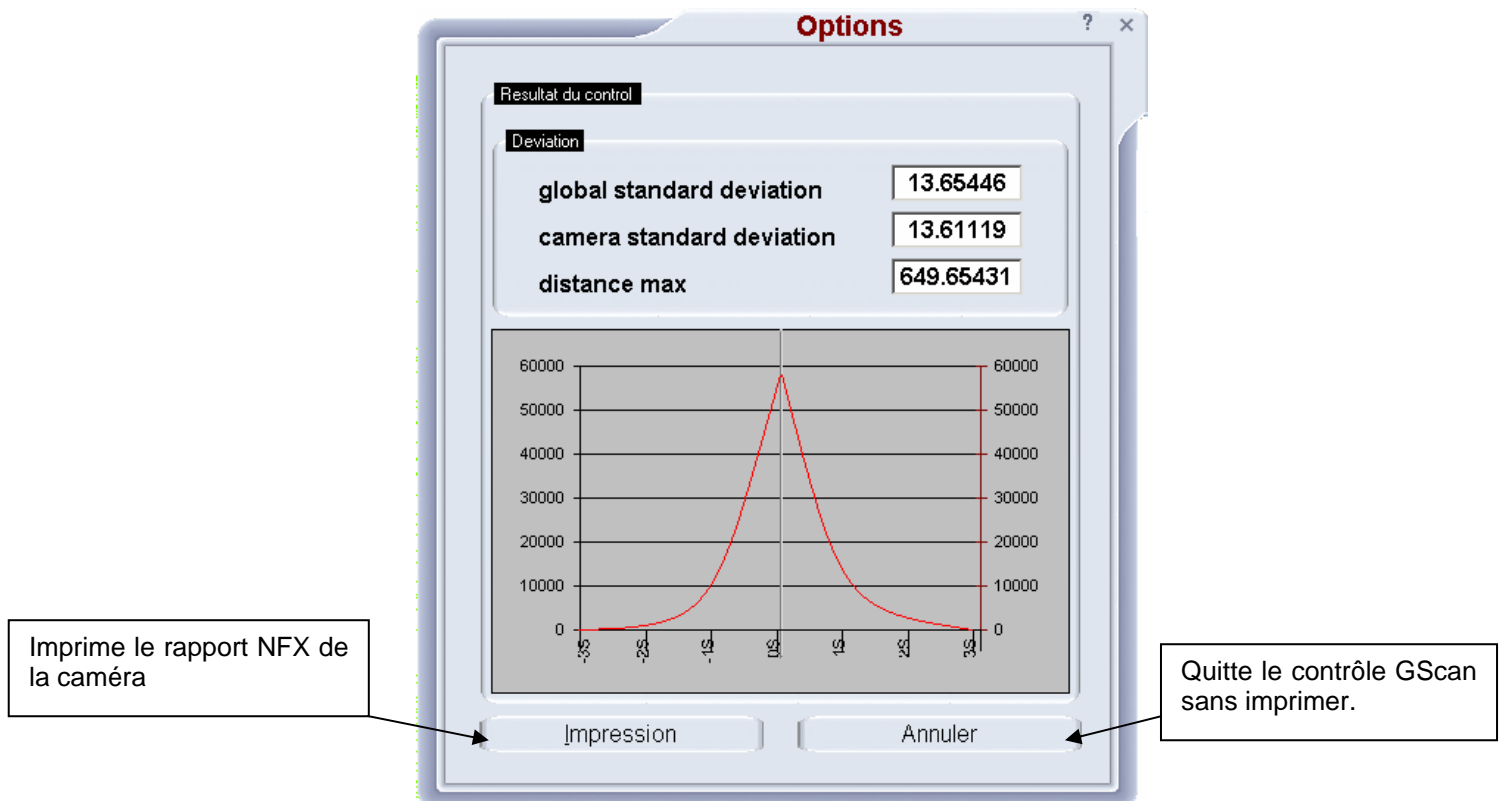 Options
? ×
Resultat du control
Deviation
global standard deviation 13.65446
camera standard deviation 13.61119
distance max 649.65431
60000 60000
50000 50000
40000 40000
30000 30000
20000 20000
10000 10000
0 0
-3S -2S -1S 0S 1S 2S 3S
Imprime le rapport NFX de
la caméra
Quitte le contrôle GScan
sans imprimer.
Impression Annuler